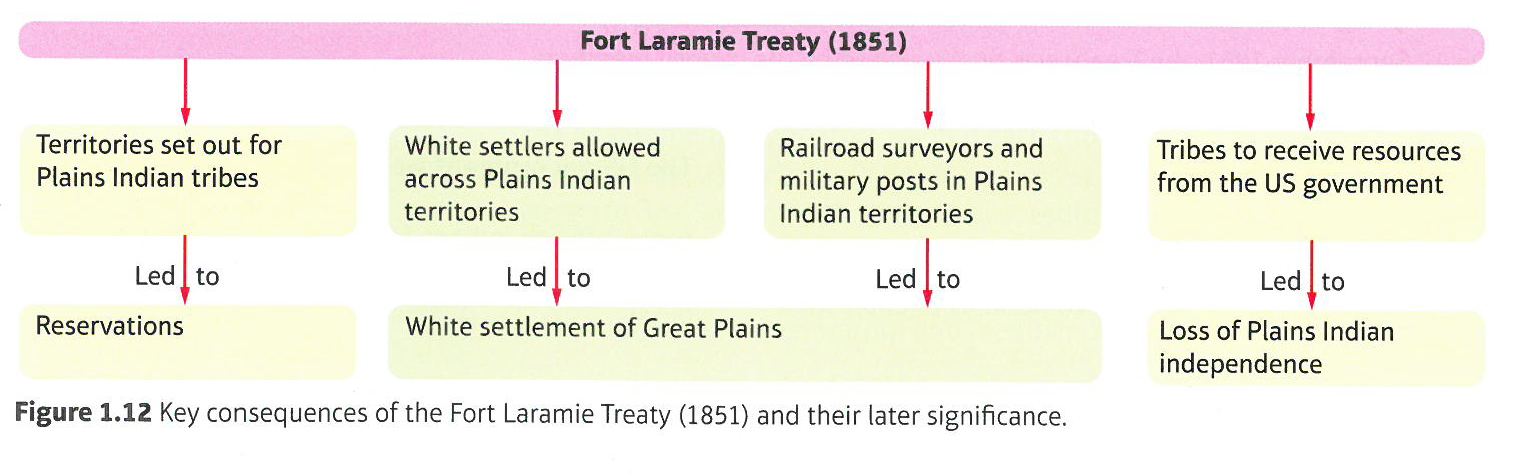 Fort Laramie Treaty (1851)
Territories set out for
Plains Indian tribes
White settlers allowed
across Plains Indian
territories
Railroad surveyors and
military posts in Plains
Indian territories
Tribes to receive resources
from the US government
Led to
Led to
Led to
Led to
Reservations
White settlement of Great Plains
Loss of Plains Indian
independence
Figure 1.12 Key consequences of the Fort Laramie Treaty (1851) and their later significance.